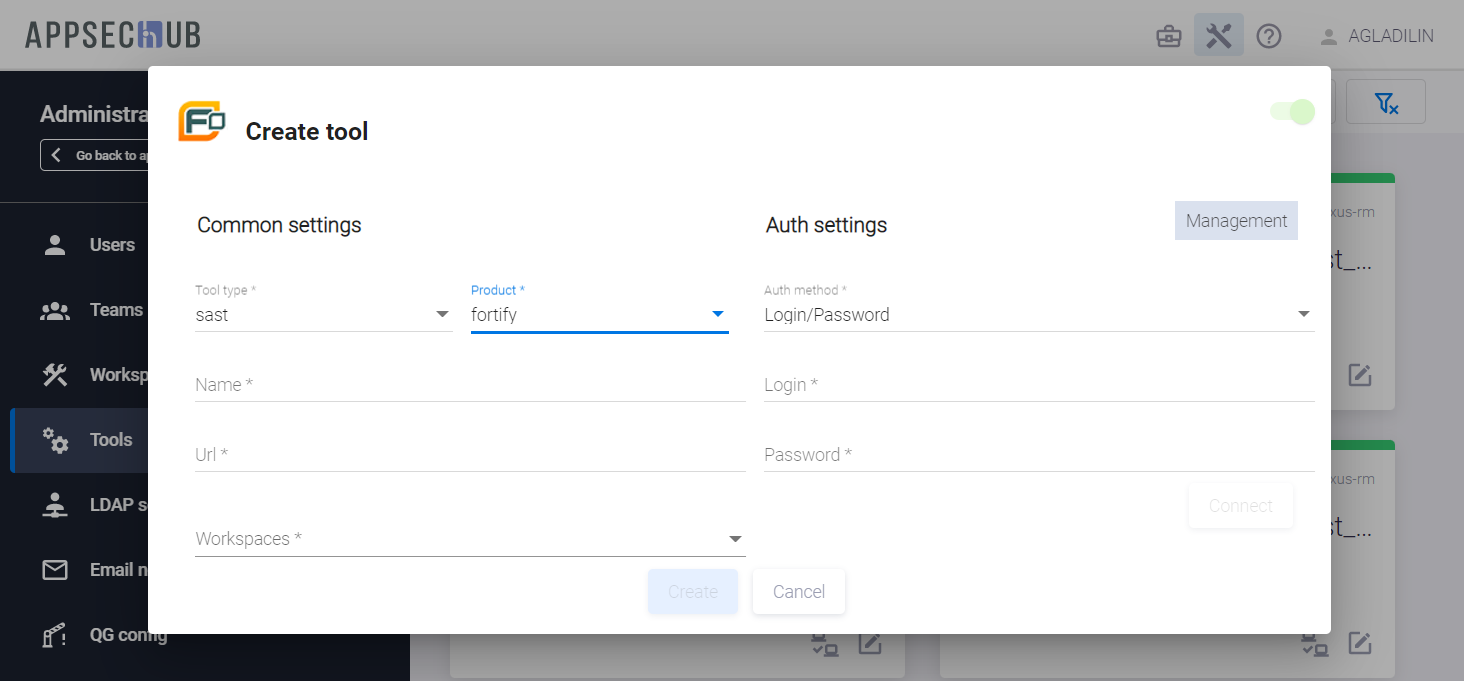 APPSECHUB
AGLADILIN
Administra
Go back to ap
Users
Teams
Worksp
Tools
LDAP s
Email n
QG config
Create tool
Common settings
Auth settings
Management
Tool type *
sast
Product *
fortify
Auth method *
Login/Password
Name *
Login *
Url *
Password *
Connect
Workspaces *
Create
Cancel
xus-rm
st_...
xus-rm
st_...